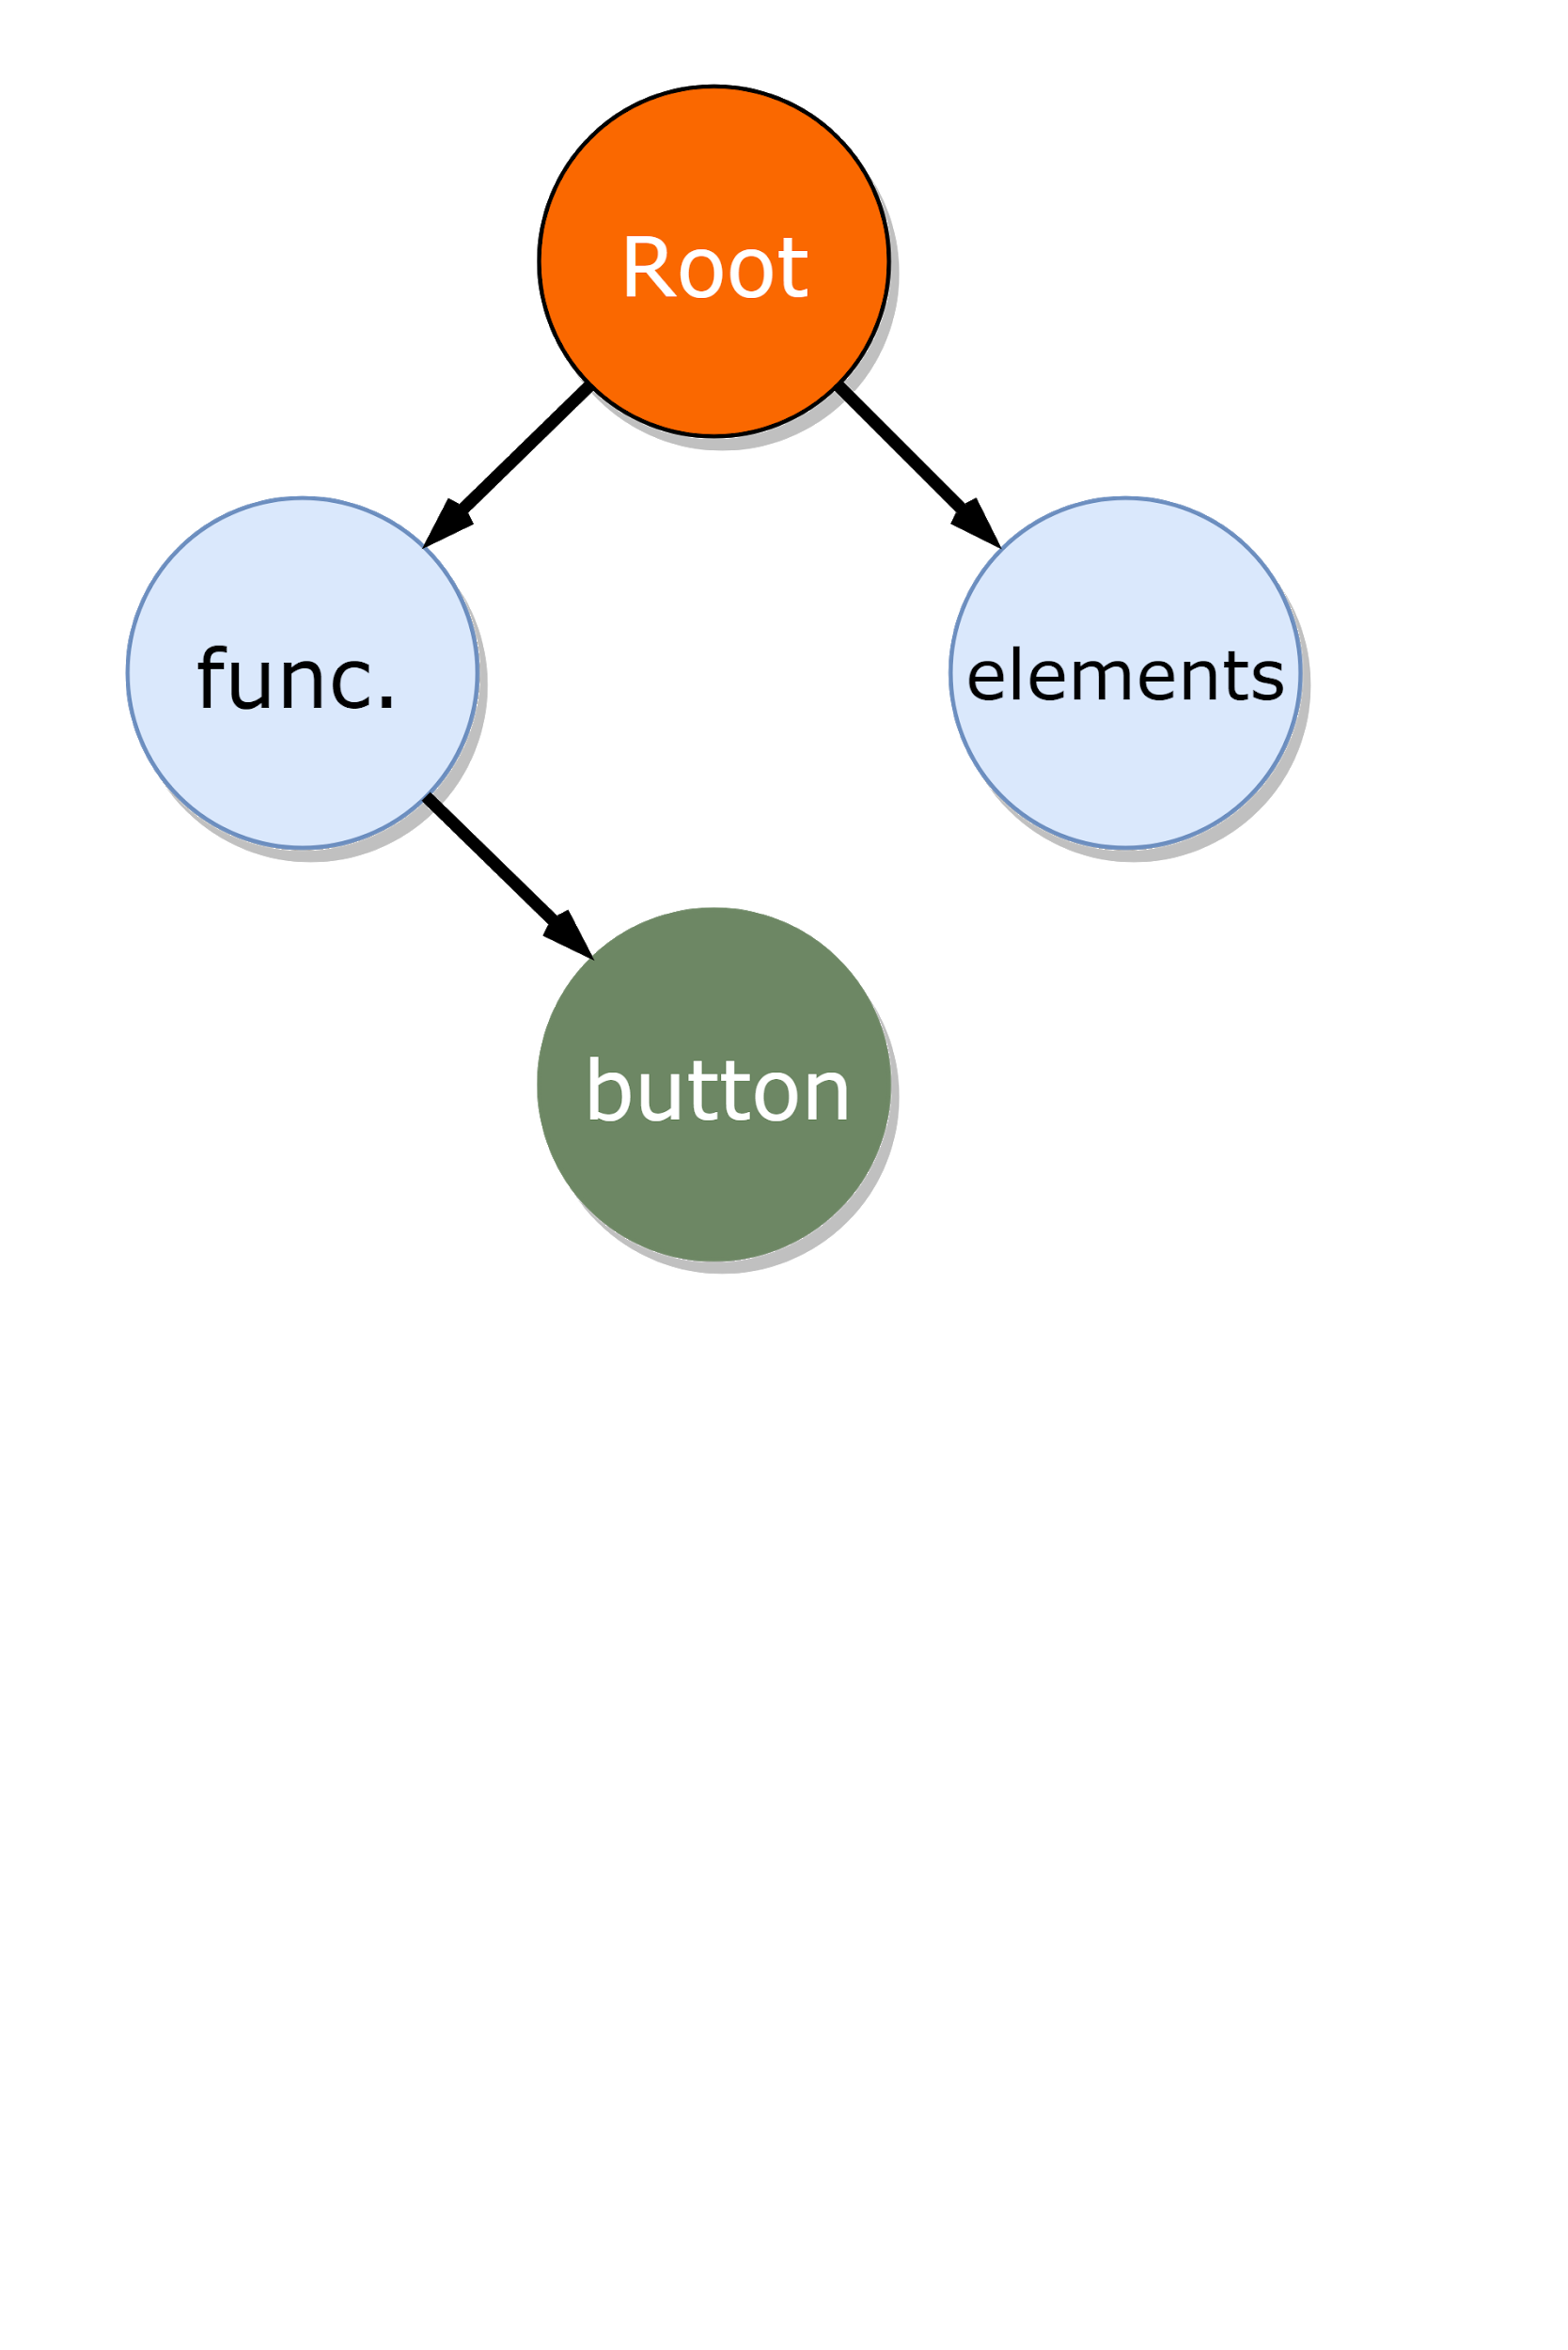 Root
func.
elements
button